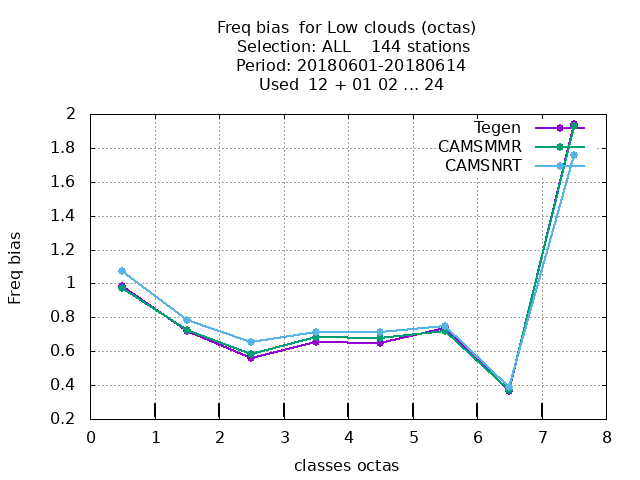 Freq bias  for Low clouds (octas)
Selection: ALL    144 stations
Period: 20180601-20180614
Used  12 + 01 02 ... 24
Tegen
CAMSMMR
CAMSNRT
2
1.8
1.6
1.4
1.2
1
0.8
0.6
0.4
0.2
Freq bias
0 1 2 3 4 5 6 7 8
classes octas